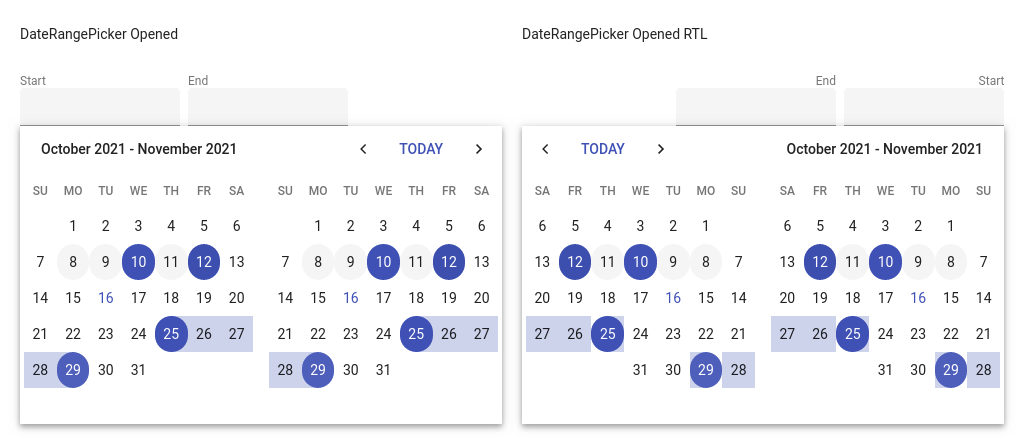 DateRangePicker Opened
Start End
October 2021 - November 2021 TODAY
SU MO TU WE TH FR SA SU MO TU WE TH FR SA
1 2 3 4 5 6 1 2 3 4 5 6
7 8 9 10 11 12 13 7 8 9 10 11 12 13
14 15 16 17 18 19 20 14 15 16 17 18 19 20
21 22 23 24 25 26 27 21 22 23 24 25 26 27
28 29 30 31 28 29 30 31
DateRangePicker Opened RTL
End Start
TODAY October 2021 - November 2021
SA FR TH WE TU MO SU SA FR TH WE TU MO SU
6 5 4 3 2 1 6 5 4 3 2 1
13 12 11 10 9 8 7 13 12 11 10 9 8 7
20 19 18 17 16 15 14 20 19 18 17 16 15 14
27 26 25 24 23 22 21 27 26 25 24 23 22 21
31 30 29 28 31 30 29 28